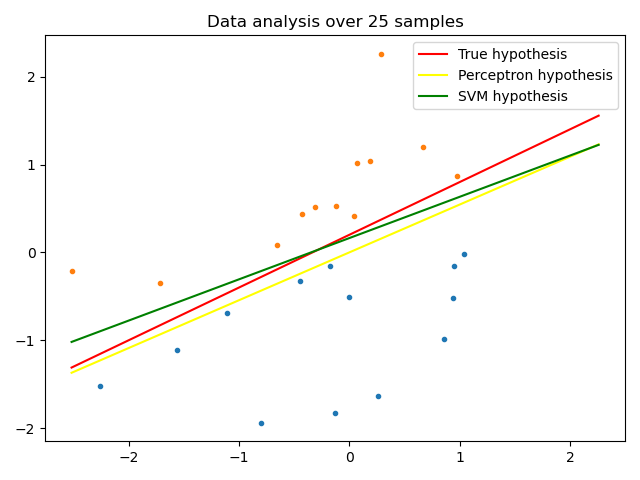 Data analysis over 25 samples
True hypothesis
Perceptron hypothesis
SVM hypothesis
2
1
0
−1
−2
−2
−1
0
1
2